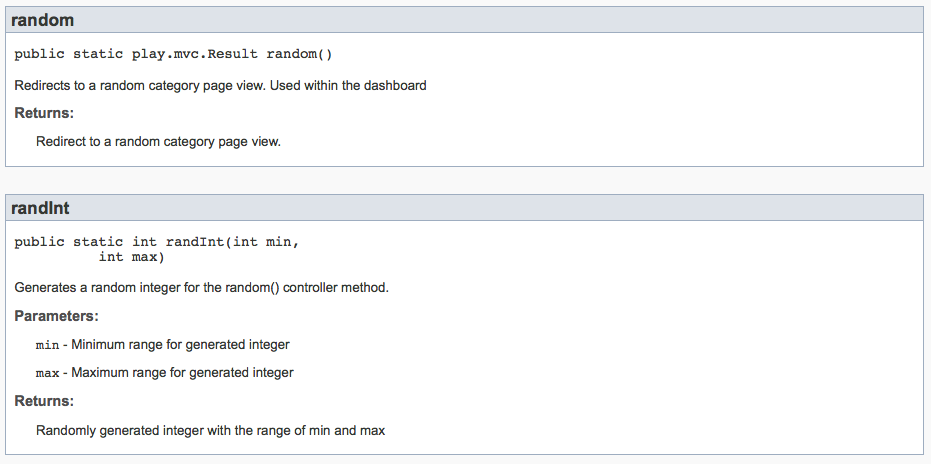 random
public static play.mvc.Result random()
Redirects to a random category page view. Used within the dashboard
Returns:
Redirect to a random category page view.
randInt
public static int randInt(int min,
int max)
Generates a random integer for the random() controller method.
Parameters:
min - Minimum range for generated integer
max - Maximum range for generated integer
Returns:
Randomly generated integer with the range of min and max